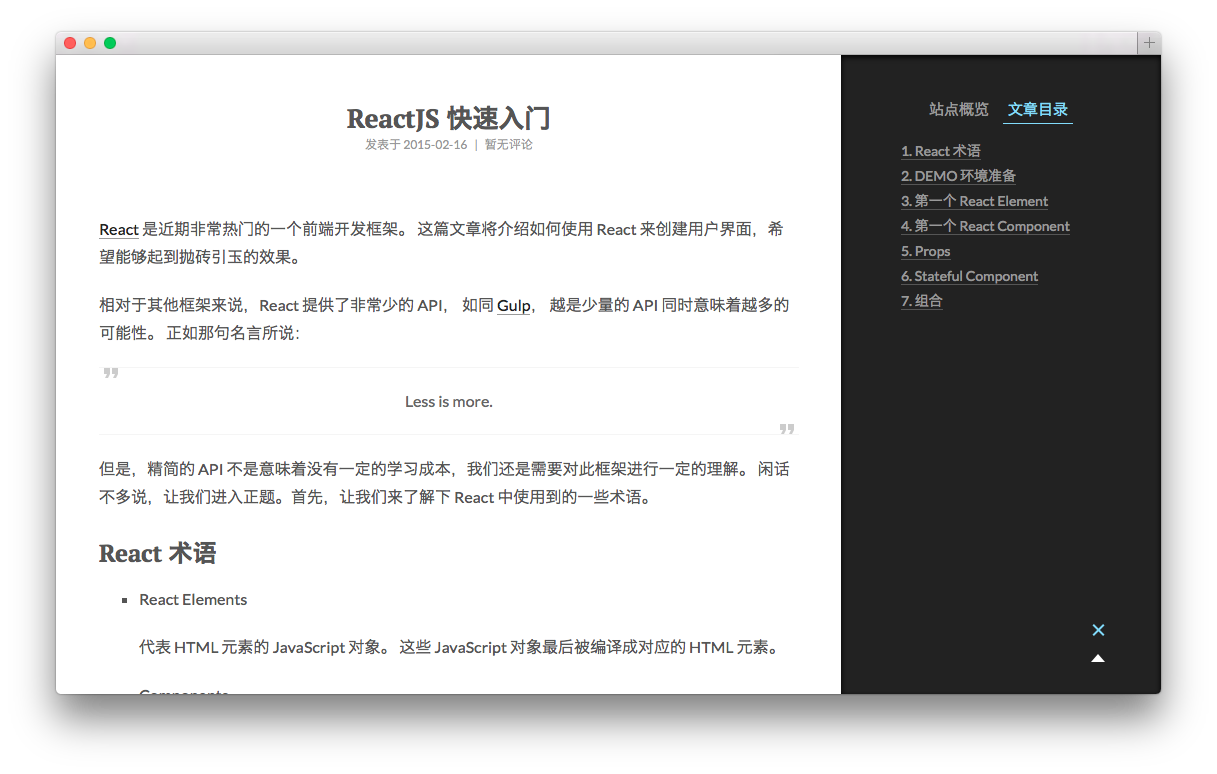 ReactJS 快速入门
发表于 2015-02-16 | 暂无评论
React 是近期非常热门的一个前端开发框架。 这篇文章将介绍如何使用 React 来创建用户界面，希
望能够起到抛砖引玉的效果。
相对于其他框架来说，React 提供了非常少的 API， 如同 Gulp， 越是少量的 API 同时意味着越多的
可能性。 正如那句名言所说：
Less is more.
但是，精简的 API 不是意味着没有一定的学习成本，我们还是需要对此框架进行一定的理解。 闲话
不多说，让我们进入正题。首先，让我们来了解下 React 中使用到的一些术语。
React 术语
React Elements
代表 HTML 元素的 JavaScript 对象。 这些 JavaScript 对象最后被编译成对应的 HTML 元素。
Components
站点概览 文章目录
1. React 术语
2. DEMO 环境准备
3. 第一个 React Element
4. 第一个 React Component
5. Props
6. Stateful Component
7. 组合